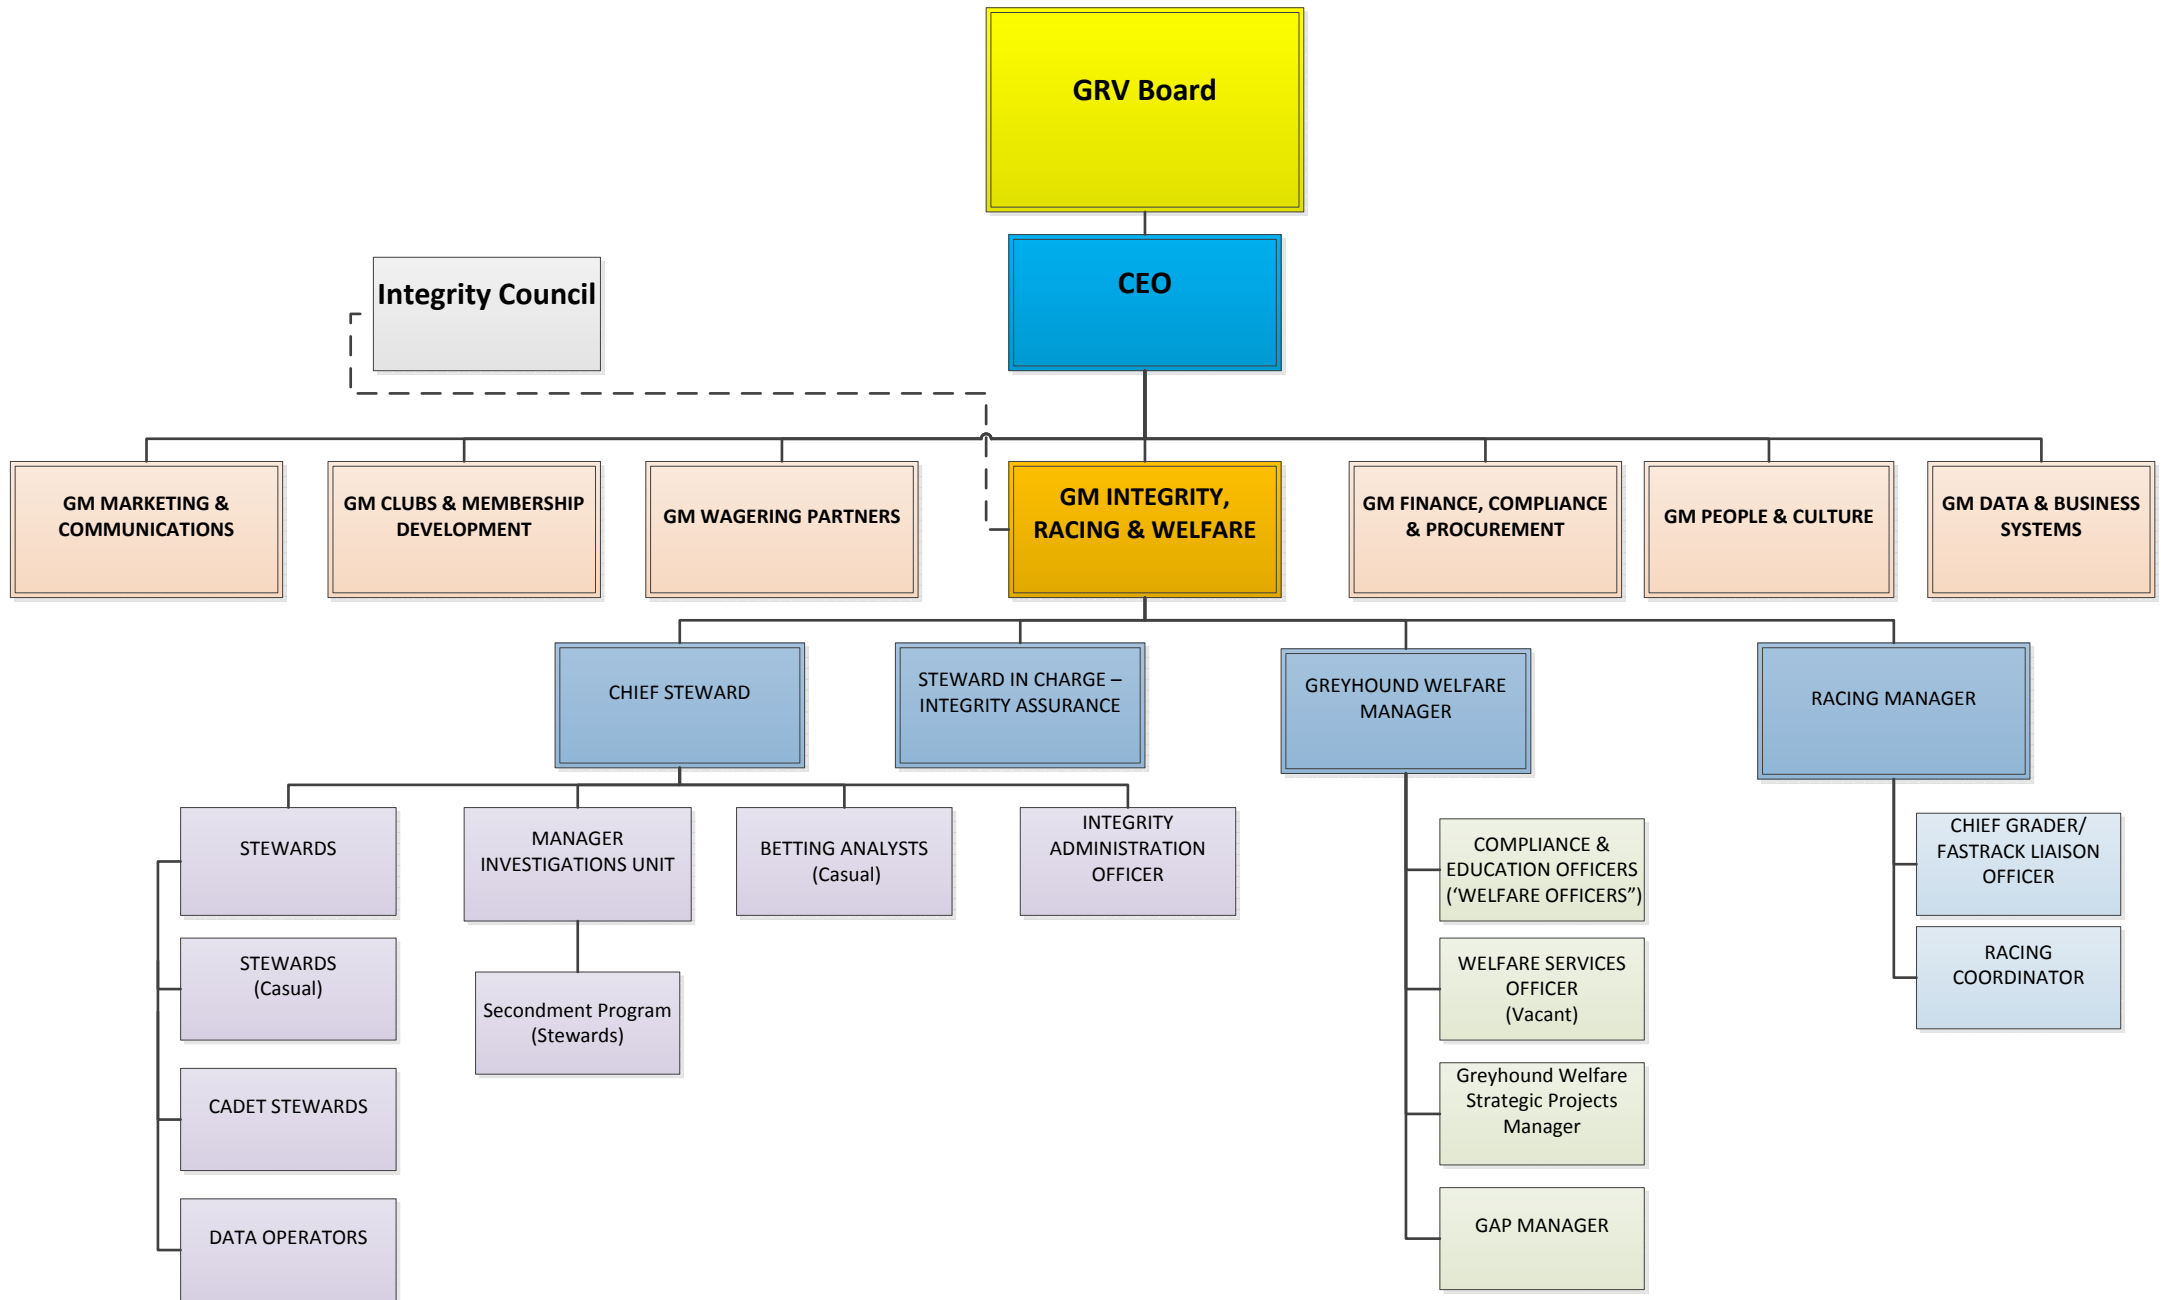 GRV Board
CEO
Integrity Council
GM MARKETING &
COMMUNICATIONS
GM CLUBS & MEMBERSHIP
DEVELOPMENT
GM WAGERING PARTNERS
GM INTEGRITY,
RACING & WELFARE
GM FINANCE, COMPLIANCE
& PROCUREMENT
GM PEOPLE & CULTURE
GM DATA & BUSINESS
SYSTEMS
CHIEF STEWARD
STEWARD IN CHARGE –
INTEGRITY ASSURANCE
GREYHOUND WELFARE
MANAGER
RACING MANAGER
STEWARDS
MANAGER
INVESTIGATIONS UNIT
BETTING ANALYSTS
(Casual)
INTEGRITY
ADMINISTRATION
OFFICER
COMPLIANCE &
EDUCATION OFFICERS
(‘WELFARE OFFICERS”)
CHIEF GRADER/
FASTRACK LIAISON
OFFICER
STEWARDS
(Casual)
Secondment Program
(Stewards)
WELFARE SERVICES
OFFICER
(Vacant)
RACING
COORDINATOR
CADET STEWARDS
Greyhound Welfare
Strategic Projects
Manager
DATA OPERATORS
GAP MANAGER